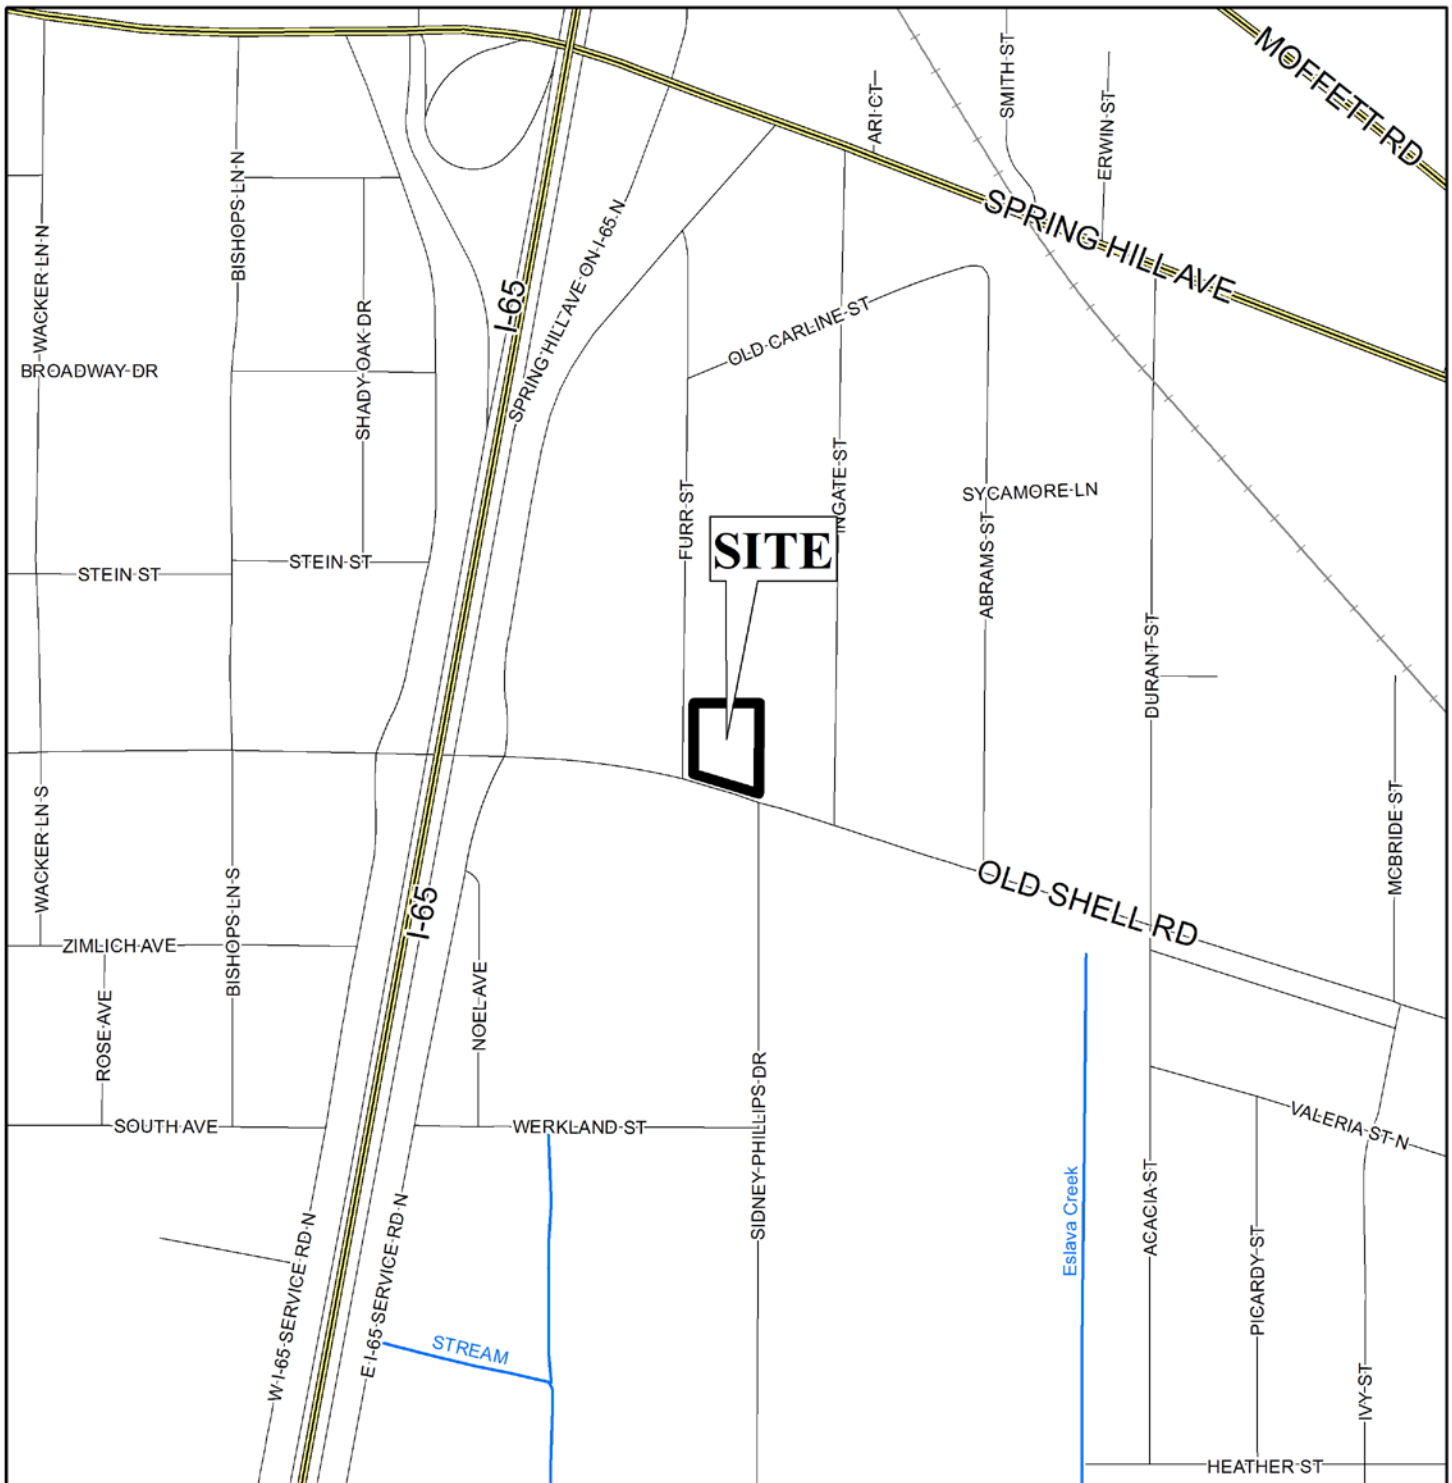 MOFFETT RD
SMITH ST
ARI CT
ERWIN ST
BISHOPS LN N
SPRING HILL AVE
WACKER LN N
I-65
SPRING HILL AVE ON I-65 N
SHADY OAK DR
OLD CARLINE ST
BROADWAY DR
INGATE ST
SYCAMORE LN
FURR ST
SITE
ABRAMS ST
STEIN ST
STEIN ST
DURANT ST
WACKER LN S
MCBRIDE ST
BISHOPS LN S
I-65
OLD SHELL RD
ZIMLICH AVE
ROSE AVE
NOEL AVE
SIDNEY PHILLIPS DR
SOUTH AVE
WERKLAND ST
VALERIA ST N
Eslava Creek
ACACIA ST
W I-65 SERVICE RD N
E I-65 SERVICE RD N
PICARDY ST
STREAM
IVY ST
HEATHER ST